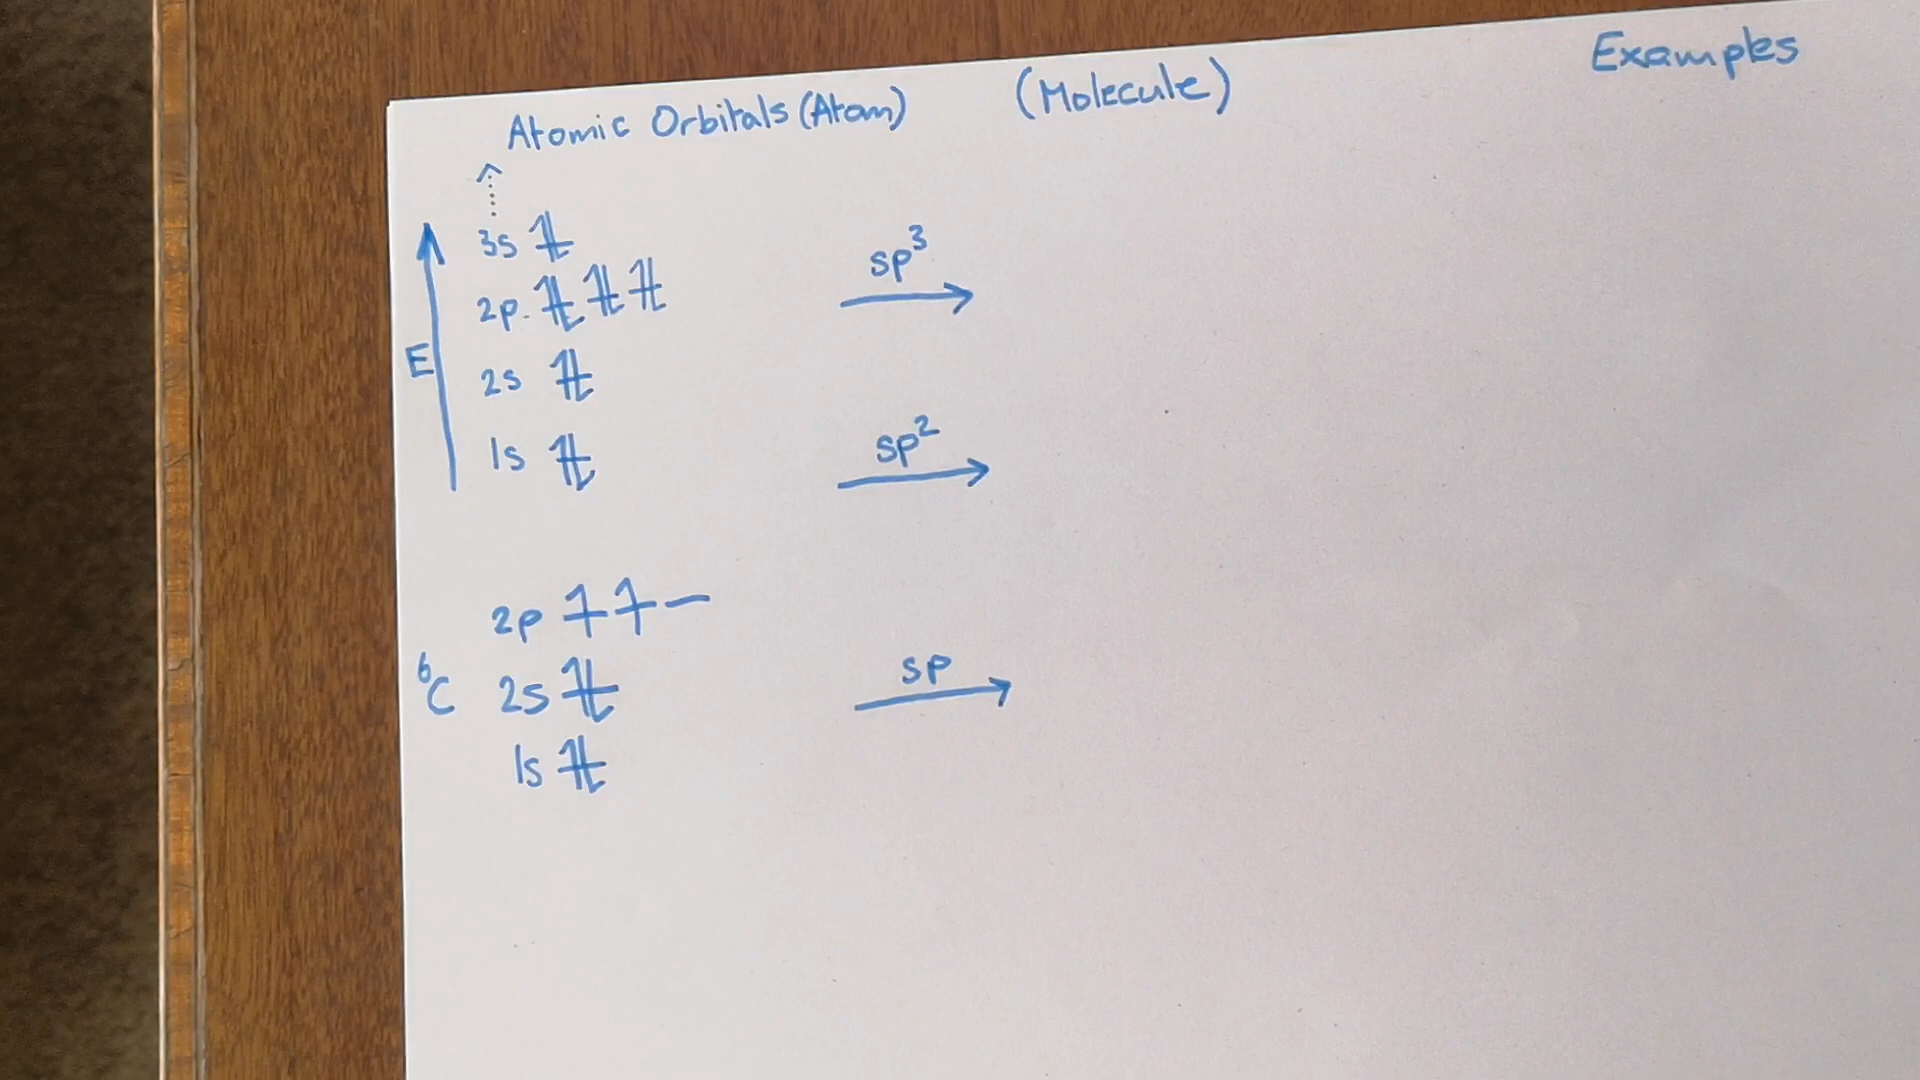 Atomic Orbitals (Atom) (Molecule) Examples
3s ⥮
2p ⥮ ⥮ ⥮
E
2s ⥮
1s ⥮
sp³
sp²
2p ↑ ↑ —
⁶C 2s ⥮
1s ⥮
sp